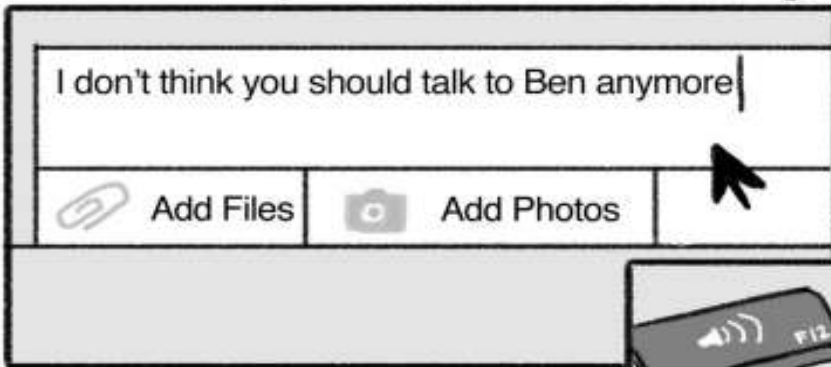 I don't think you should talk to Ben anymore
Add Files
Add Photos
F12